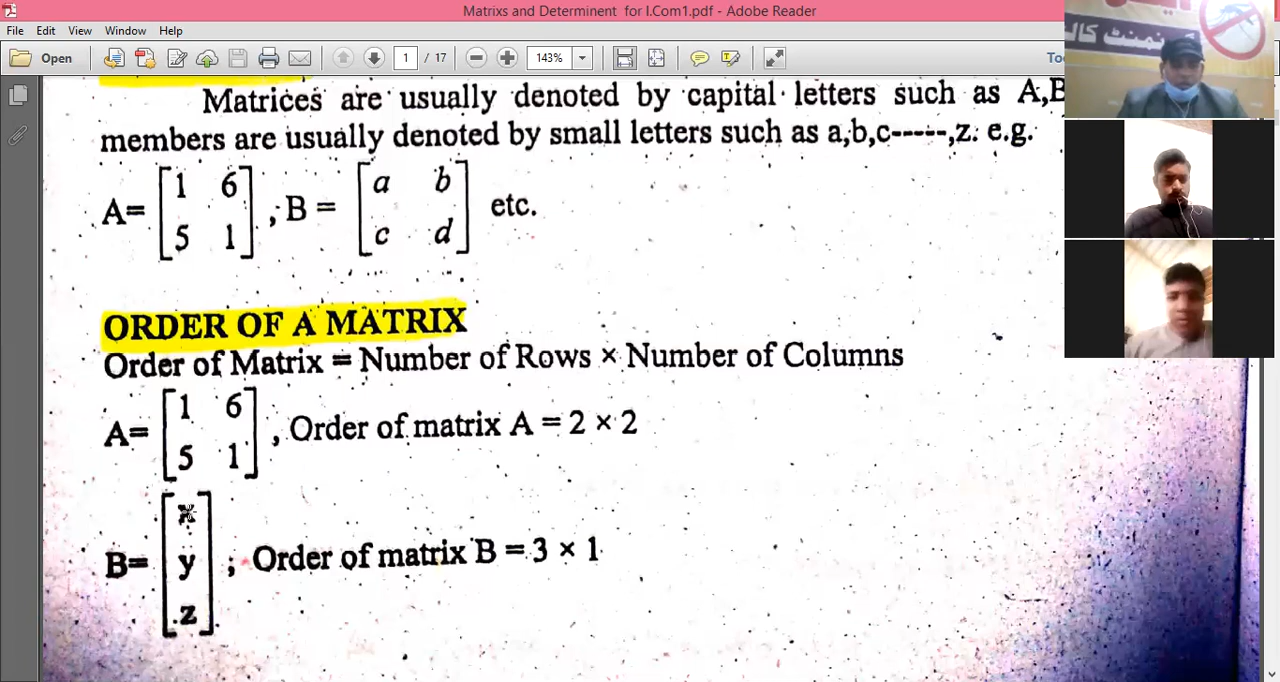 Matrixs and Determinent for I.Com1.pdf - Adobe Reader
File Edit View Window Help
Open 1 / 17 143%
Matrices are usually denoted by capital letters such as A,B
members are usually denoted by small letters such as a,b,c-----,z. e.g.
A= [1 6
5 1] , B = [a b
c d] etc.
ORDER OF A MATRIX
Order of Matrix = Number of Rows × Number of Columns
A= [1 6
5 1] , Order of matrix A = 2 × 2
B= [x
y
z] ; Order of matrix B = 3 × 1